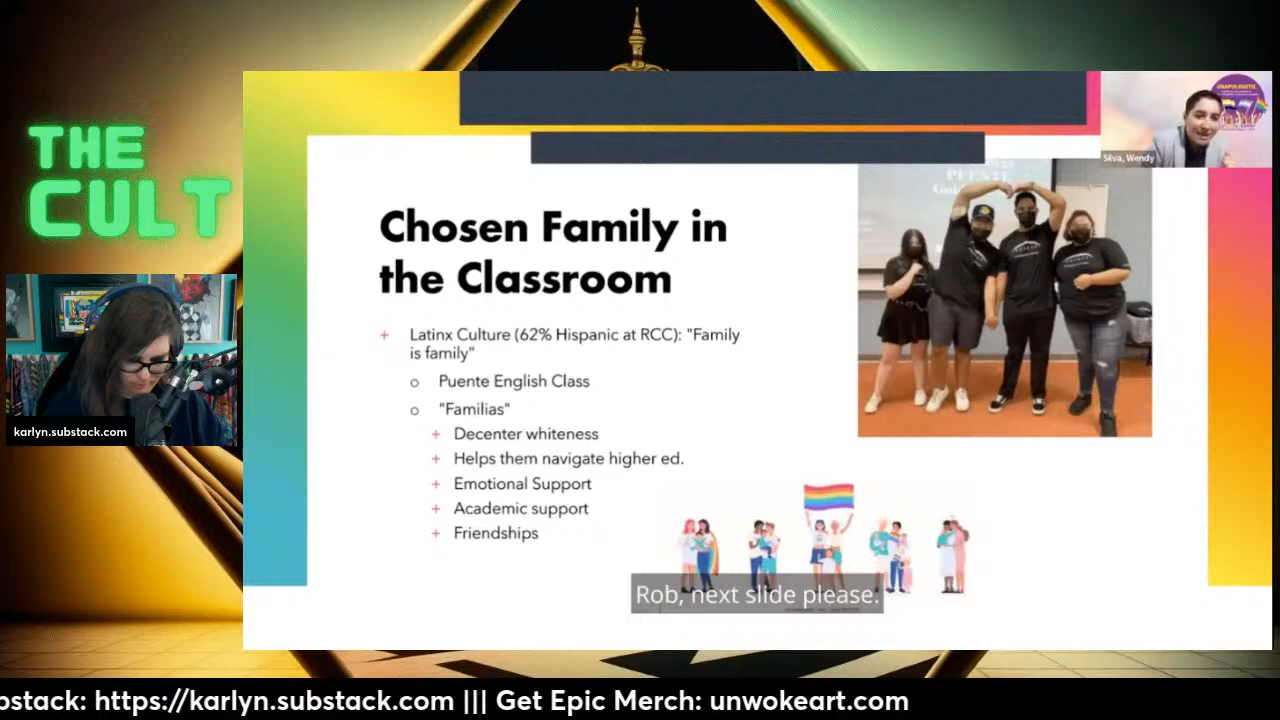 THE
CULT
UNAPOLOGETIC
Silva, Wendy
PUENTE
Chosen Family in
the Classroom
+ Latinx Culture (62% Hispanic at RCC): "Family
is family"
o Puente English Class
o "Familias"
+ Decenter whiteness
+ Helps them navigate higher ed.
+ Emotional Support
+ Academic support
+ Friendships
karlyn.substack.com
Rob, next slide please.
bstack: https://karlyn.substack.com ||| Get Epic Merch: unwokeart.com